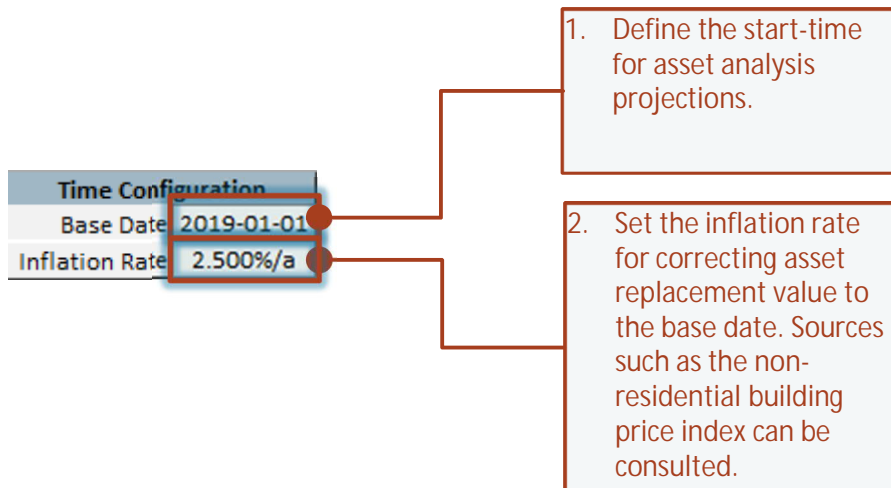 1. Define the start-time
for asset analysis
projections.
Time Configuration
Base Date 2019-01-01
Inflation Rate 2.500%/a
2. Set the inflation rate
for correcting asset
replacement value to
the base date. Sources
such as the non-
residential building
price index can be
consulted.